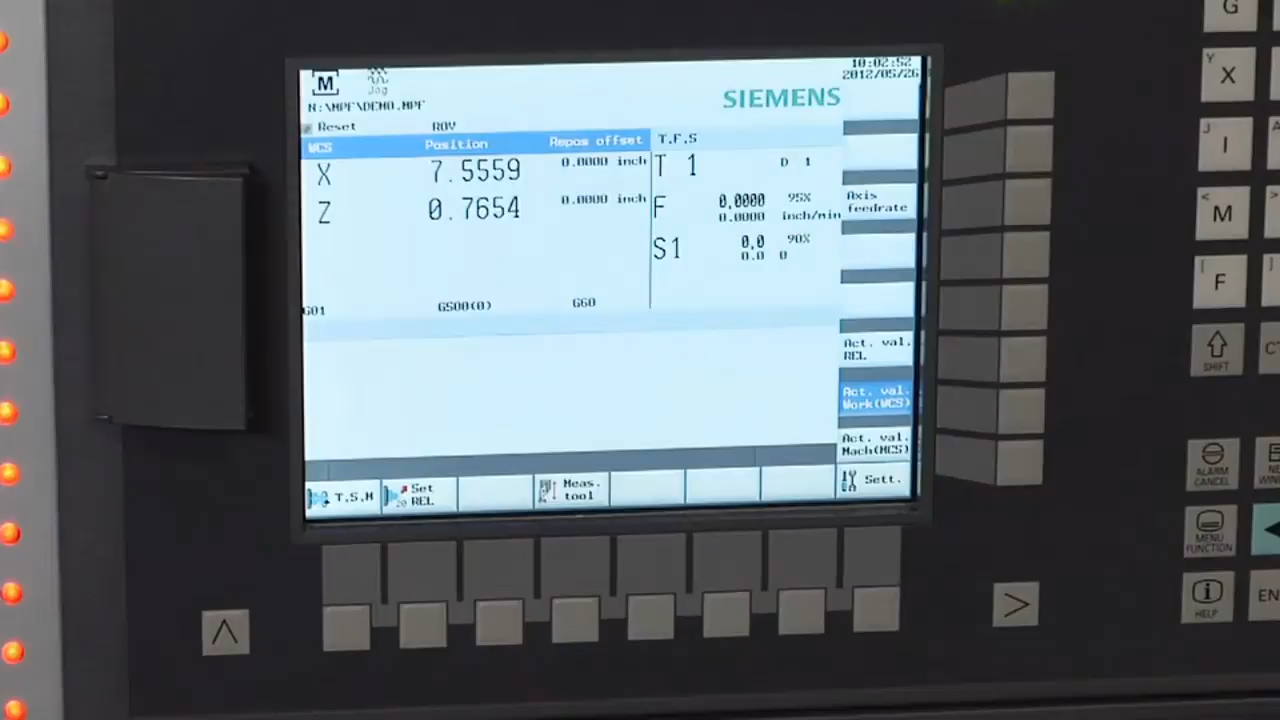 M
Jog
10:02:52
2012/05/26
N:\MPF\DEMO.MPF
SIEMENS
Reset
ROV
WCS Position Repos offset
T,F,S
X 7.5559 0.0000 inch
T 1 D 1
Z 0.7654 0.0000 inch
F 0.0000 95%
0.0000 inch/min
S1 0.0 90%
0.0 0
G01 G500(0) G60
Axis
feedrate
Act. val.
REL
Act. val.
Work(WCS)
Act. val.
Mach(MCS)
T,S,M
Set
REL
Meas.
tool
Sett.
G
Y
X
J
I
<
M
[
F
]
SHIFT
ALARM
CANCEL
MENU
FUNCTION
HELP